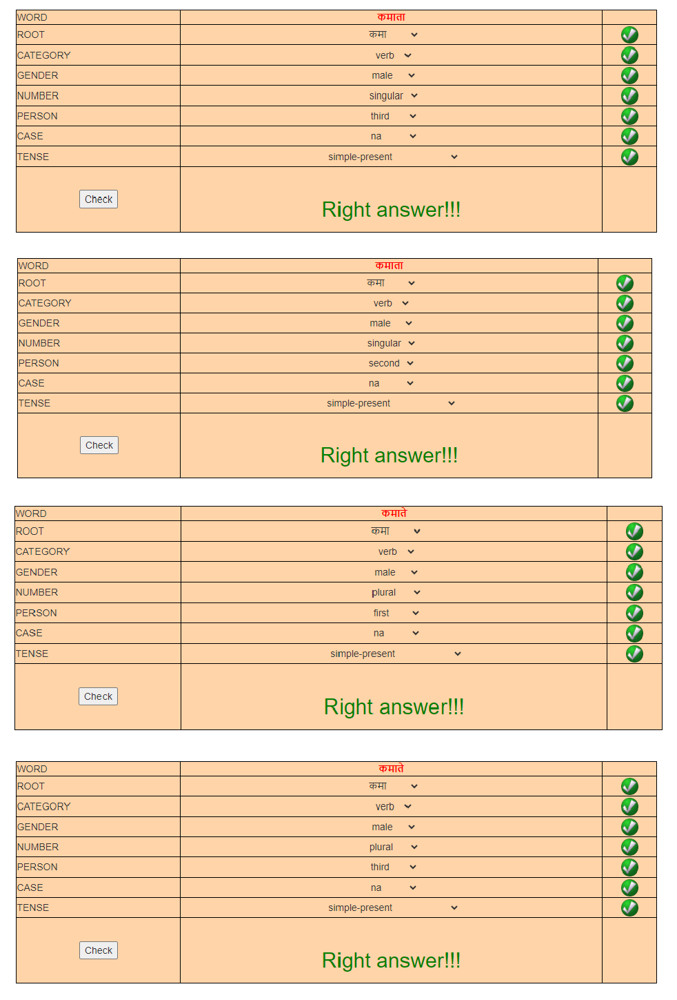 WORD कमाता
ROOT कमा
CATEGORY verb
GENDER male
NUMBER singular
PERSON third
CASE na
TENSE simple-present
Check Right answer!!!
WORD कमाता
ROOT कमा
CATEGORY verb
GENDER male
NUMBER singular
PERSON second
CASE na
TENSE simple-present
Check Right answer!!!
WORD कमाते
ROOT कमा
CATEGORY verb
GENDER male
NUMBER plural
PERSON first
CASE na
TENSE simple-present
Check Right answer!!!
WORD कमाते
ROOT कमा
CATEGORY verb
GENDER male
NUMBER plural
PERSON third
CASE na
TENSE simple-present
Check Right answer!!!